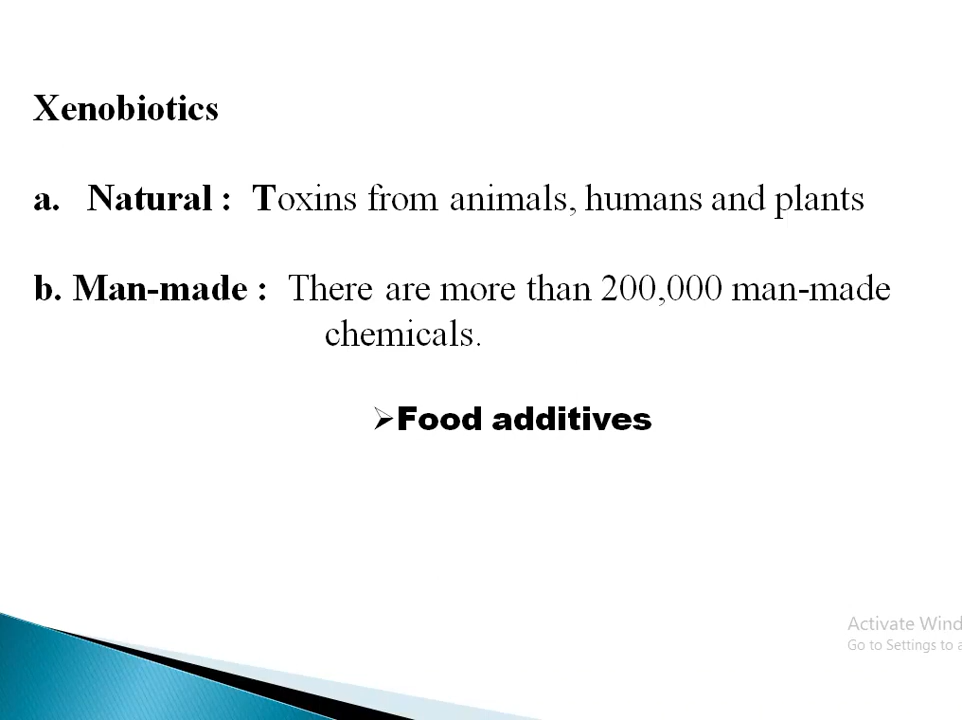 Xenobiotics
a. Natural : Toxins from animals, humans and plants
b. Man-made : There are more than 200,000 man-made
chemicals.
➢Food additives
Activate Wind
Go to Settings to a